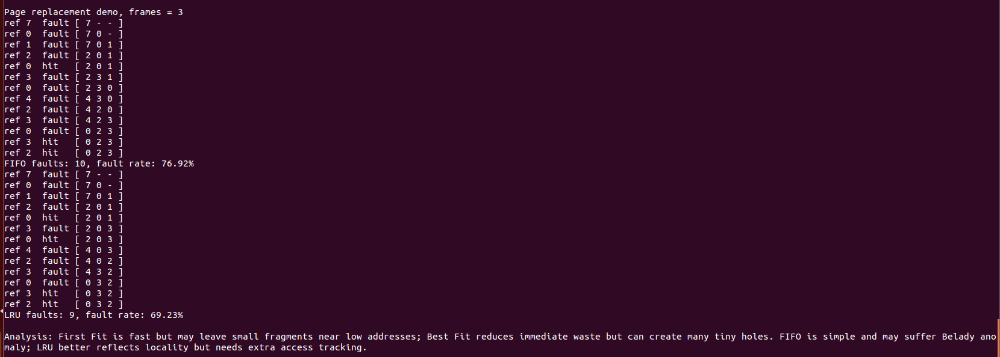 Page replacement demo, frames = 3
ref 7  fault [ 7 - - ]
ref 0  fault [ 7 0 - ]
ref 1  fault [ 7 0 1 ]
ref 2  fault [ 2 0 1 ]
ref 0  hit   [ 2 0 1 ]
ref 3  fault [ 2 3 1 ]
ref 0  fault [ 2 3 0 ]
ref 4  fault [ 4 3 0 ]
ref 2  fault [ 4 2 0 ]
ref 3  fault [ 4 2 3 ]
ref 0  fault [ 0 2 3 ]
ref 3  hit   [ 0 2 3 ]
ref 2  hit   [ 0 2 3 ]
FIFO faults: 10, fault rate: 76.92%
ref 7  fault [ 7 - - ]
ref 0  fault [ 7 0 - ]
ref 1  fault [ 7 0 1 ]
ref 2  fault [ 2 0 1 ]
ref 0  hit   [ 2 0 1 ]
ref 3  fault [ 2 0 3 ]
ref 0  hit   [ 2 0 3 ]
ref 4  fault [ 4 0 3 ]
ref 2  fault [ 4 0 2 ]
ref 3  fault [ 4 3 2 ]
ref 0  fault [ 0 3 2 ]
ref 3  hit   [ 0 3 2 ]
ref 2  hit   [ 0 3 2 ]
LRU faults: 9, fault rate: 69.23%
Analysis: First Fit is fast but may leave small fragments near low addresses; Best Fit reduces immediate waste but can create many tiny holes. FIFO is simple and may suffer Belady ano
maly; LRU better reflects locality but needs extra access tracking.